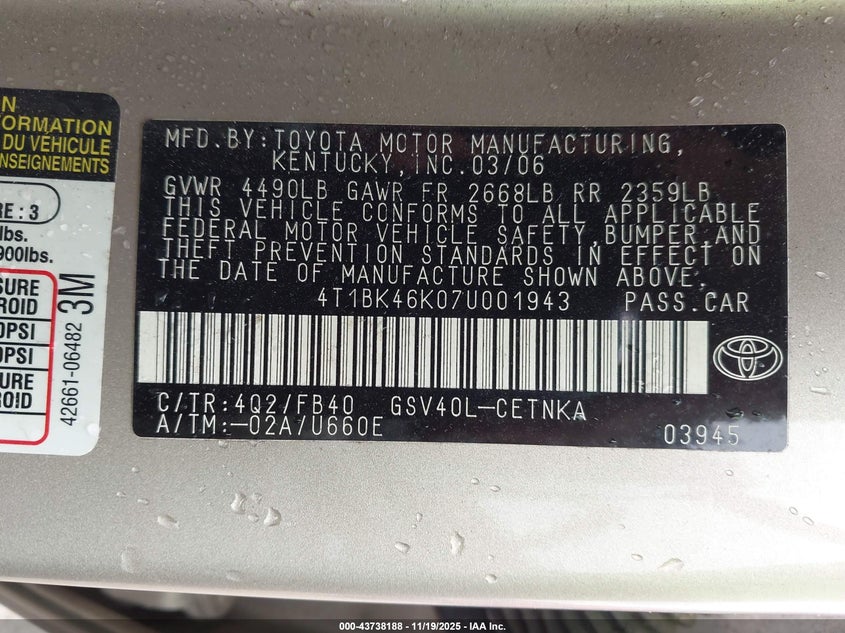 N
FORMATION
DU VÉHICULE
ENSEIGNEMENTS
RE : 3
lbs.
900lbs.
SURE
ROID
0PSI
0PSI
SURE
ROID
42661-06482 3M
MFD.BY:TOYOTA MOTOR MANUFACTURING,
KENTUCKY,INC.03/06
GVWR 4490LB GAWR FR 2668LB RR 2359LB
THIS VEHICLE CONFORMS TO ALL APPLICABLE
FEDERAL MOTOR VEHICLE SAFETY,BUMPER,AND
THEFT PREVENTION STANDARDS IN EFFECT ON
THE DATE OF MANUFACTURE SHOWN ABOVE.
4T1BK46K07U001943 PASS.CAR
C/TR:4Q2/FB40 GSV40L-CETNKA
A/TM:-02A/U660E 03945
000-43738188 — 11/19/2025 — IAA Inc.